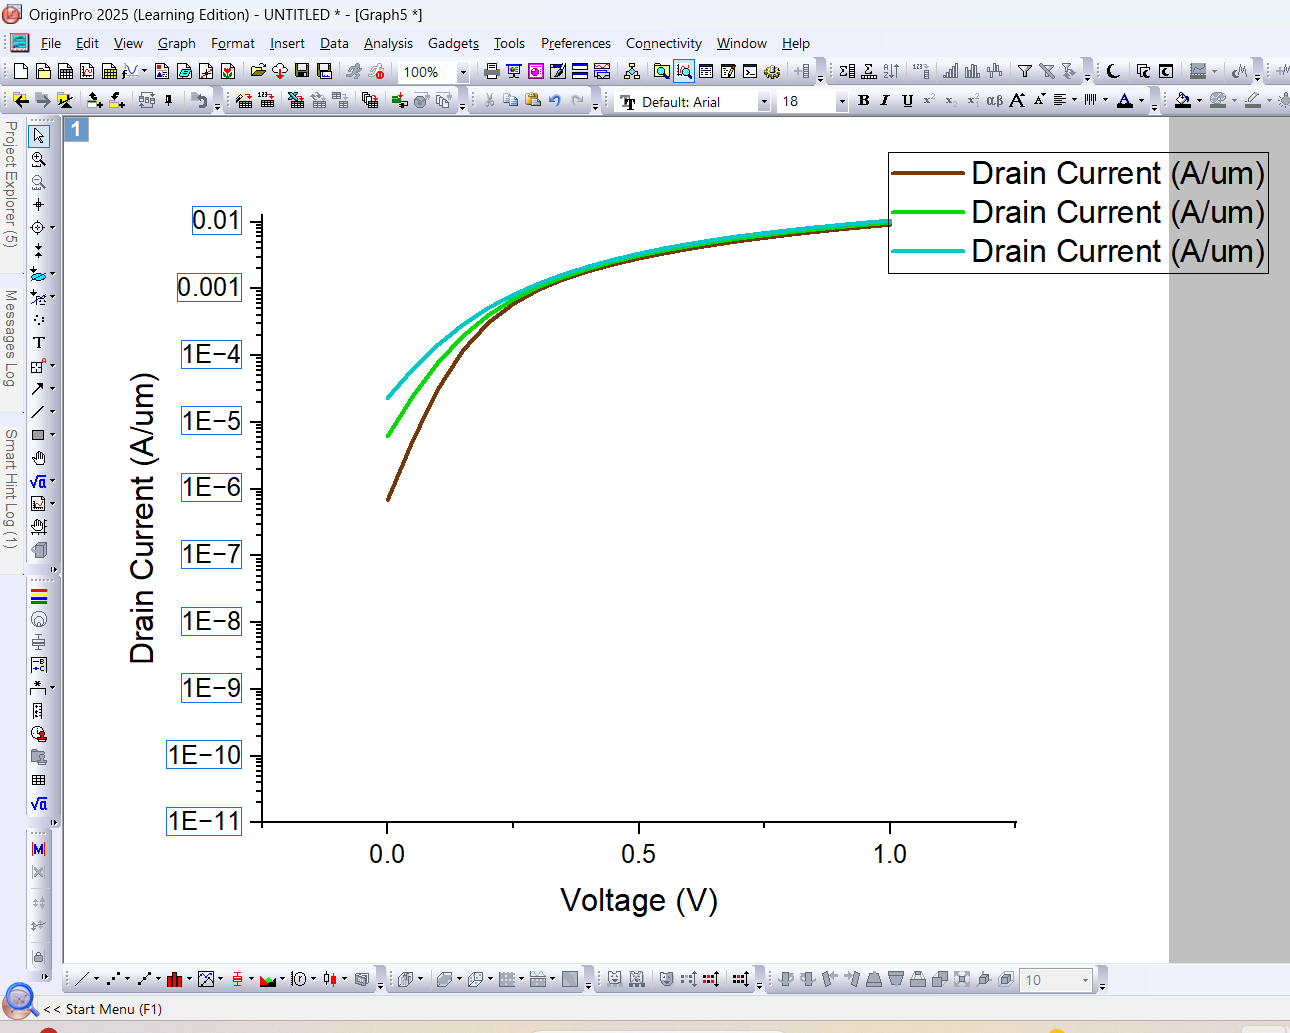 OriginPro 2025 (Learning Edition) - UNTITLED * - [Graph5 *]
File Edit View Graph Format Insert Data Analysis Gadgets Tools Preferences Connectivity Window Help
100%
Default: Arial 18 B I U
Project Explorer (5)
Messages Log
Smart Hint Log (1)
1
Drain Current (A/um)
Drain Current (A/um)
Drain Current (A/um)
0.01
0.001
1E−4
1E−5
1E−6
1E−7
1E−8
1E−9
1E−10
1E−11
Drain Current (A/um)
0.0 0.5 1.0
Voltage (V)
10
<< Start Menu (F1)